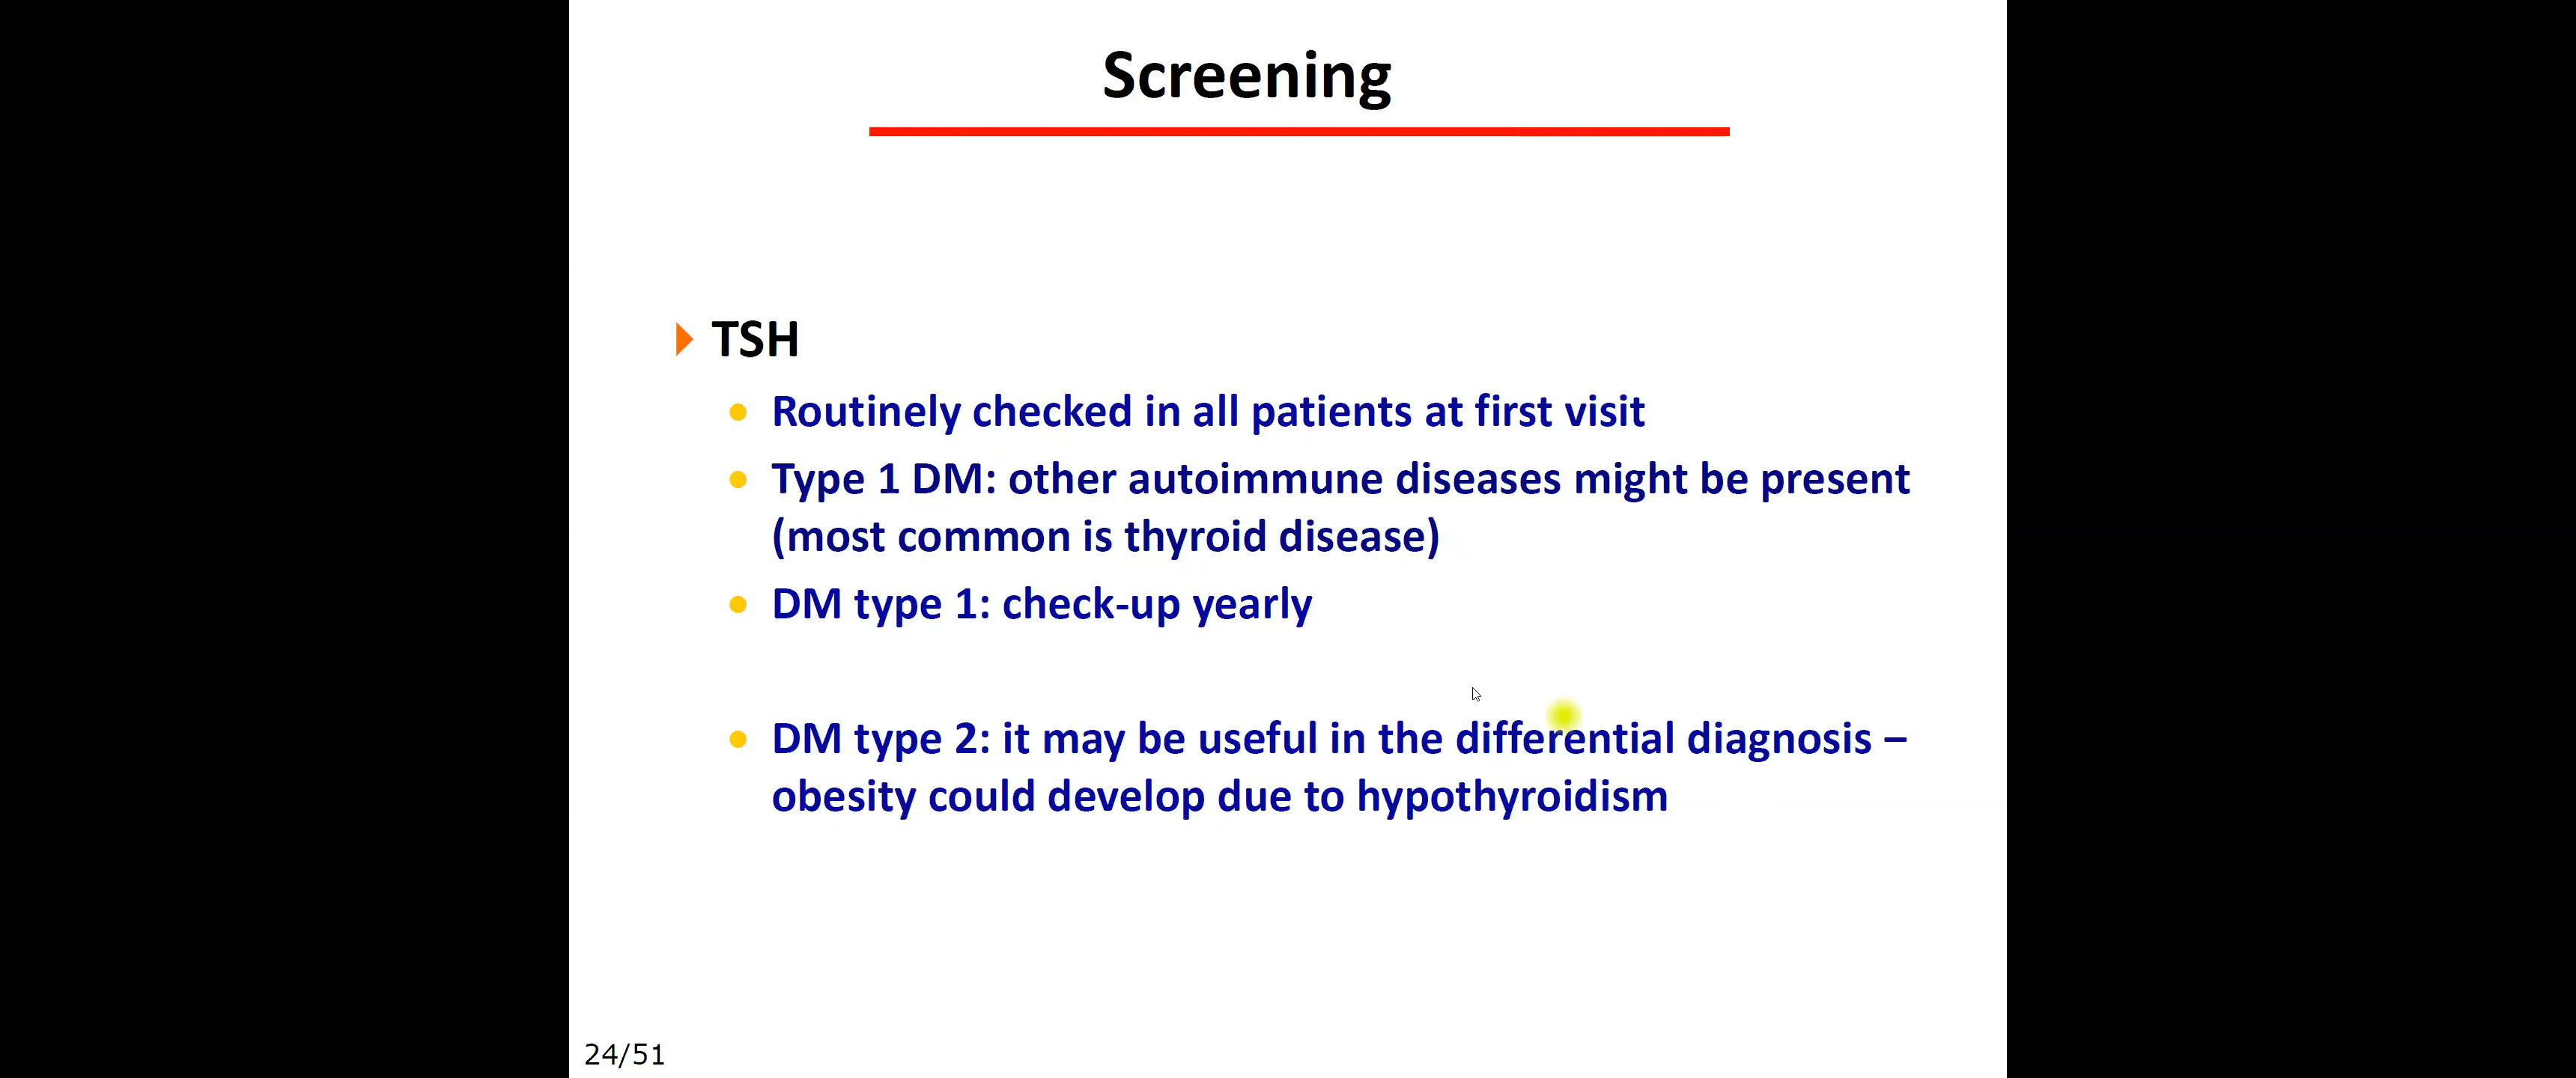 Screening
TSH
Routinely checked in all patients at first visit
Type 1 DM: other autoimmune diseases might be present
(most common is thyroid disease)
DM type 1: check-up yearly
DM type 2: it may be useful in the differential diagnosis –
obesity could develop due to hypothyroidism
24/51